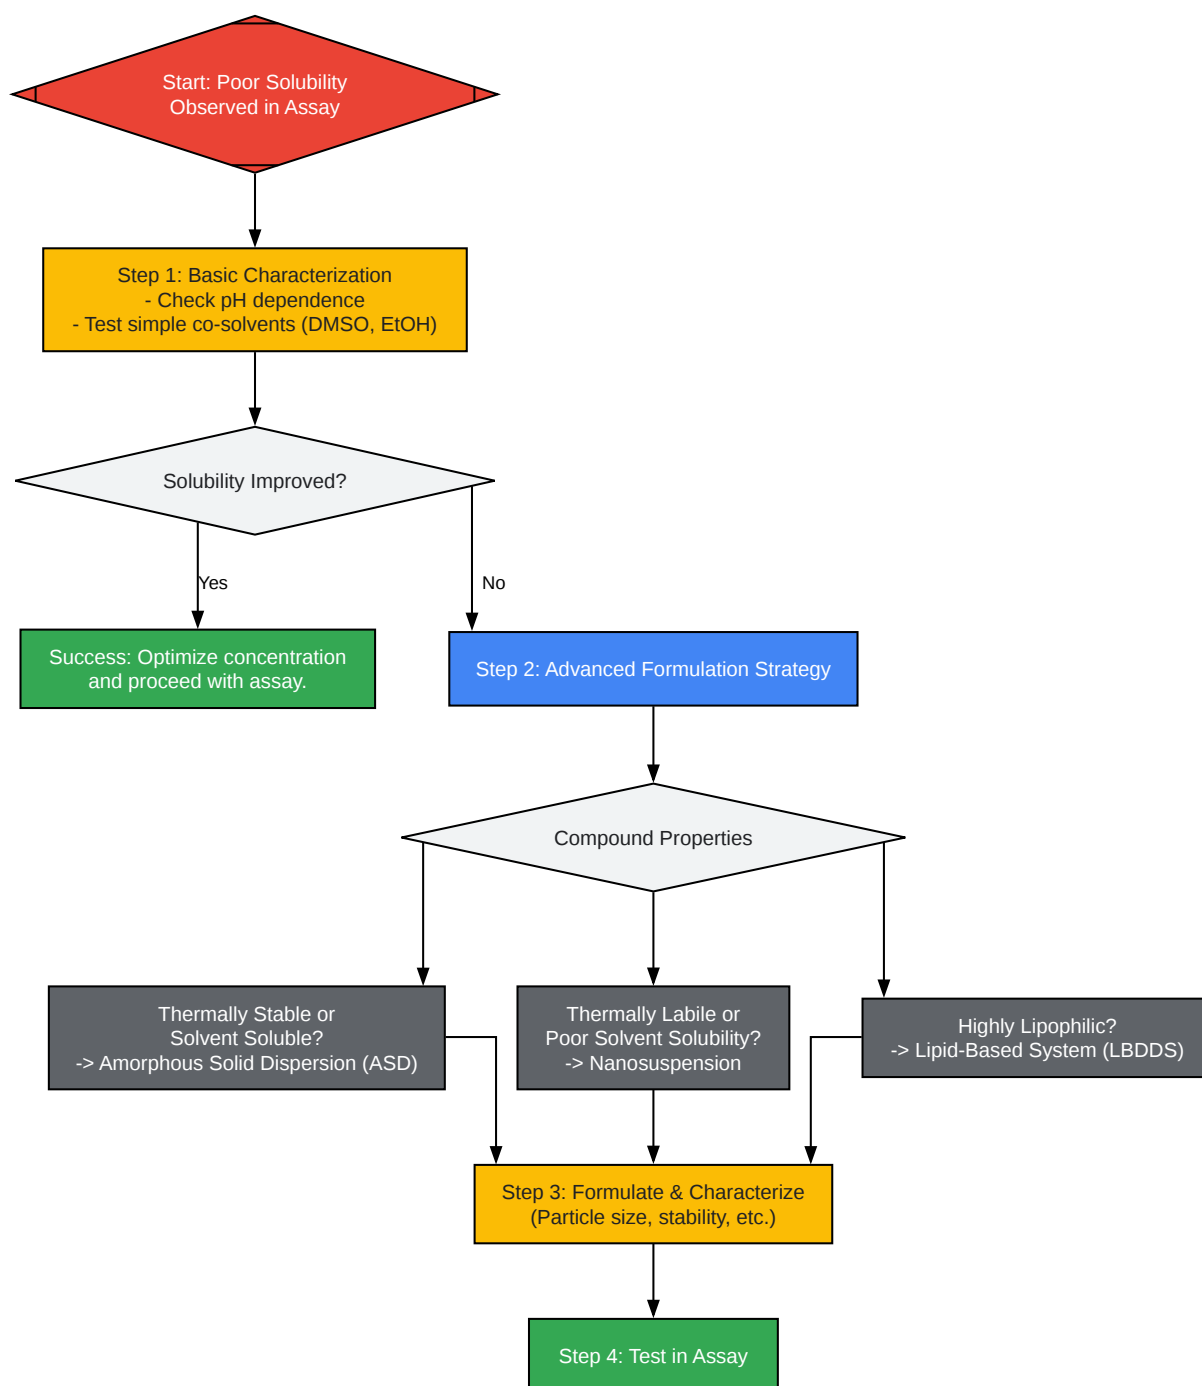 Start: Poor Solubility
Observed in Assay
Step 1: Basic Characterization
- Check pH dependence
- Test simple co-solvents (DMSO, EtOH)
Solubility Improved?
Yes
No
Success: Optimize concentration
and proceed with assay.
Step 2: Advanced Formulation Strategy
Compound Properties
Thermally Stable or
Solvent Soluble?
-> Amorphous Solid Dispersion (ASD)
Thermally Labile or
Poor Solvent Solubility?
-> Nanosuspension
Highly Lipophilic?
-> Lipid-Based System (LBDDS)
Step 3: Formulate & Characterize
(Particle size, stability, etc.)
Step 4: Test in Assay